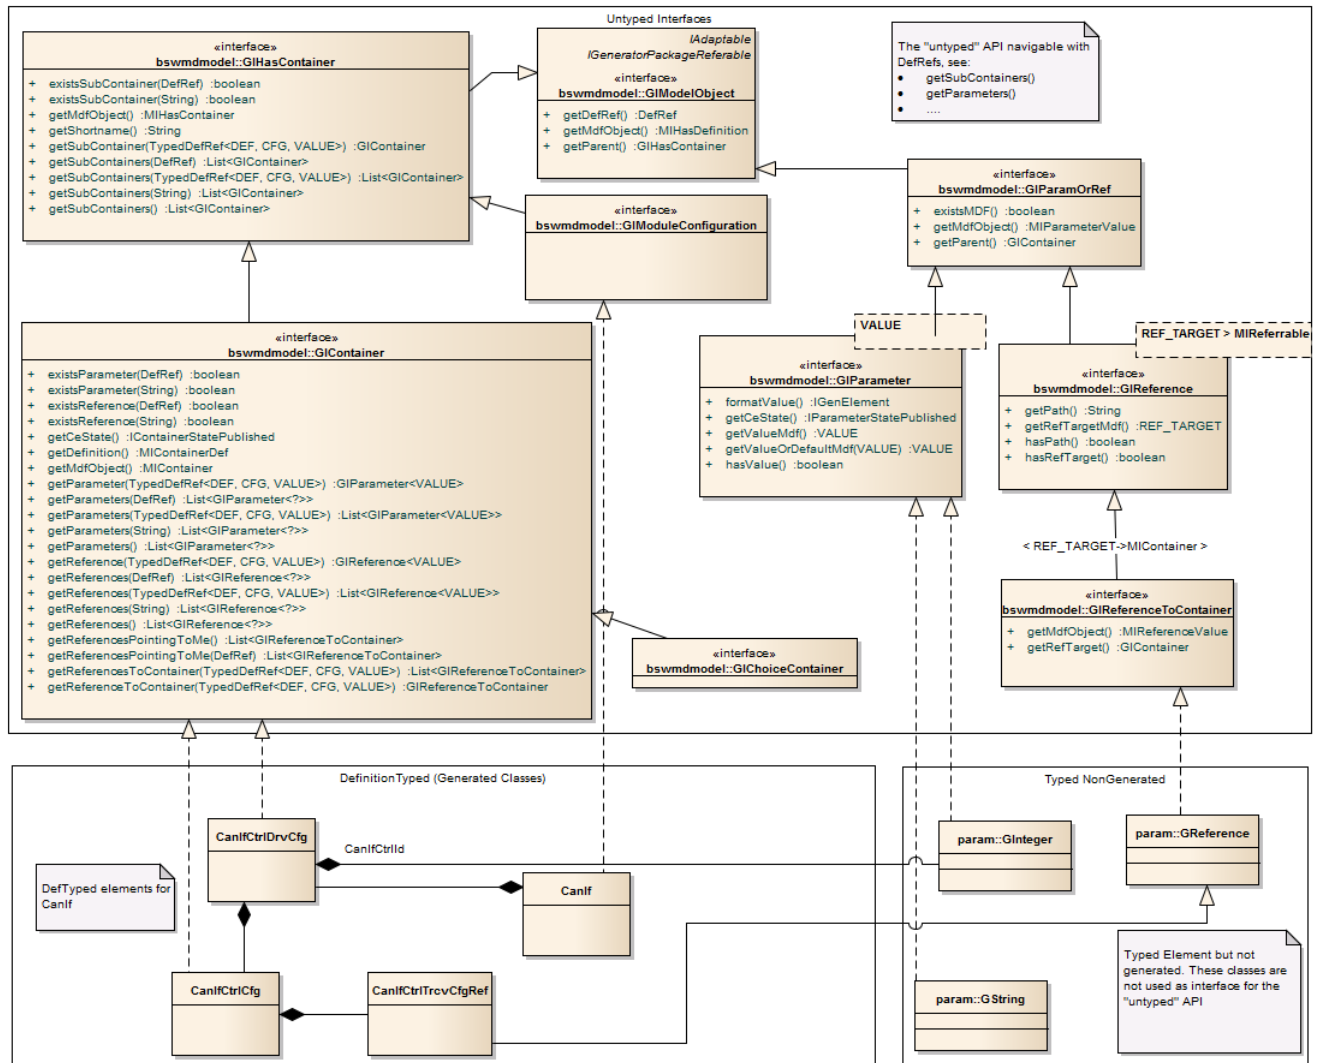 Untyped Interfaces
«interface»
bswmdmodel::GIHasContainer
+ existsSubContainer(DefRef) :boolean
+ existsSubContainer(String) :boolean
+ getMdfObject() :MIHasContainer
+ getShortname() :String
+ getSubContainer(TypedDefRef<DEF, CFG, VALUE>) :GIContainer
+ getSubContainers(DefRef) :List<GIContainer>
+ getSubContainers(TypedDefRef<DEF, CFG, VALUE>) :List<GIContainer>
+ getSubContainers(String) :List<GIContainer>
+ getSubContainers() :List<GIContainer>
IAdaptable
IGeneratorPackageReferable
«interface»
bswmdmodel::GIModelObject
+ getDefRef() :DefRef
+ getMdfObject() :MIHasDefinition
+ getParent() :GIHasContainer
The "untyped" API navigable with
DefRefs, see:
• getSubContainers()
• getParameters()
• ....
«interface»
bswmdmodel::GIModuleConfiguration
«interface»
bswmdmodel::GIParamOrRef
+ existsMDF() :boolean
+ getMdfObject() :MIParameterValue
+ getParent() :GIContainer
«interface»
bswmdmodel::GIContainer
+ existsParameter(DefRef) :boolean
+ existsParameter(String) :boolean
+ existsReference(DefRef) :boolean
+ existsReference(String) :boolean
+ getCeState() :IContainerStatePublished
+ getDefinition() :MIContainerDef
+ getMdfObject() :MIContainer
+ getParameter(TypedDefRef<DEF, CFG, VALUE>) :GIParameter<VALUE>
+ getParameters(DefRef) :List<GIParameter<?>>
+ getParameters(TypedDefRef<DEF, CFG, VALUE>) :List<GIParameter<VALUE>>
+ getParameters(String) :List<GIParameter<?>>
+ getParameters() :List<GIParameter<?>>
+ getReference(TypedDefRef<DEF, CFG, VALUE>) :GIReference<VALUE>
+ getReferences(DefRef) :List<GIReference<?>>
+ getReferences(TypedDefRef<DEF, CFG, VALUE>) :List<GIReference<VALUE>>
+ getReferences(String) :List<GIReference<?>>
+ getReferences() :List<GIReference<?>>
+ getReferencesPointingToMe() :List<GIReferenceToContainer>
+ getReferencesPointingToMe(DefRef) :List<GIReferenceToContainer>
+ getReferencesToContainer(TypedDefRef<DEF, CFG, VALUE>) :List<GIReferenceToContainer>
+ getReferenceToContainer(TypedDefRef<DEF, CFG, VALUE>) :GIReferenceToContainer
VALUE
«interface»
bswmdmodel::GIParameter
+ formatValue() :IGenElement
+ getCeState() :IParameterStatePublished
+ getValueMdf() :VALUE
+ getValueOrDefaultMdf(VALUE) :VALUE
+ hasValue() :boolean
REF_TARGET > MIReferrable
«interface»
bswmdmodel::GIReference
+ getPath() :String
+ getRefTargetMdf() :REF_TARGET
+ hasPath() :boolean
+ hasRefTarget() :boolean
< REF_TARGET->MIContainer >
«interface»
bswmdmodel::GIReferenceToContainer
+ getMdfObject() :MIReferenceValue
+ getRefTarget() :GIContainer
«interface»
bswmdmodel::GIChoiceContainer
DefinitionTyped (Generated Classes)
CanIfCtrlDrvCfg
CanIfCtrlId
DefTyped elements for
CanIf
CanIf
CanIfCtrlCfg
CanIfCtrlTrcvCfgRef
Typed NonGenerated
param::GInteger
param::GReference
param::GString
Typed Element but not
generated. These classes are
not used as interface for the
"untyped" API